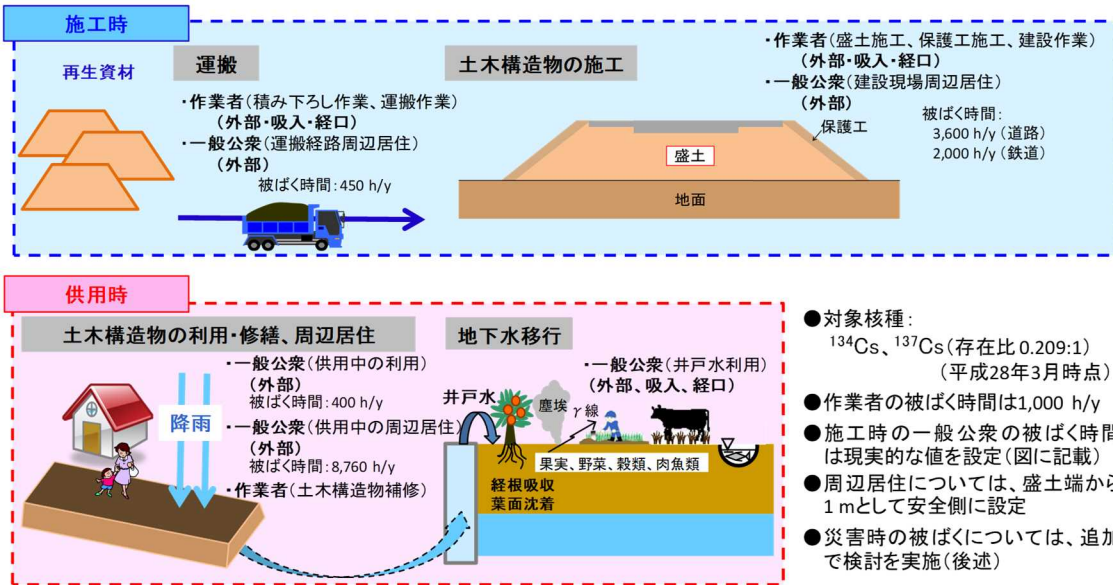 施工時
再生資材
運搬
・作業者(積み下ろし作業、運搬作業)
(外部・吸入・経口)
・一般公衆(運搬経路周辺居住)
(外部)
被ばく時間:450 h/y
土木構造物の施工
・作業者(盛土施工、保護工施工、建設作業)
(外部・吸入・経口)
・一般公衆(建設現場周辺居住)
(外部)
被ばく時間:
3,600 h/y (道路)
2,000 h/y (鉄道)
保護工
盛土
地面
供用時
土木構造物の利用・修繕、周辺居住
・一般公衆(供用中の利用)
(外部)
被ばく時間:400 h/y
・一般公衆(供用中の周辺居住)
(外部)
被ばく時間:8,760 h/y
・作業者(土木構造物補修)
降雨
地下水移行
・一般公衆(井戸水利用)
(外部、吸入、経口)
井戸水
塵埃
γ線
果実、野菜、穀類、肉魚類
経根吸収
葉面沈着
●対象核種:
¹³⁴Cs、¹³⁷Cs(存在比0.209:1)
(平成28年3月時点)
●作業者の被ばく時間は1,000 h/y
●施工時の一般公衆の被ばく時間
は現実的な値を設定(図に記載)
●周辺居住については、盛土端から
1 mとして安全側に設定
●災害時の被ばくについては、追加
で検討を実施(後述)